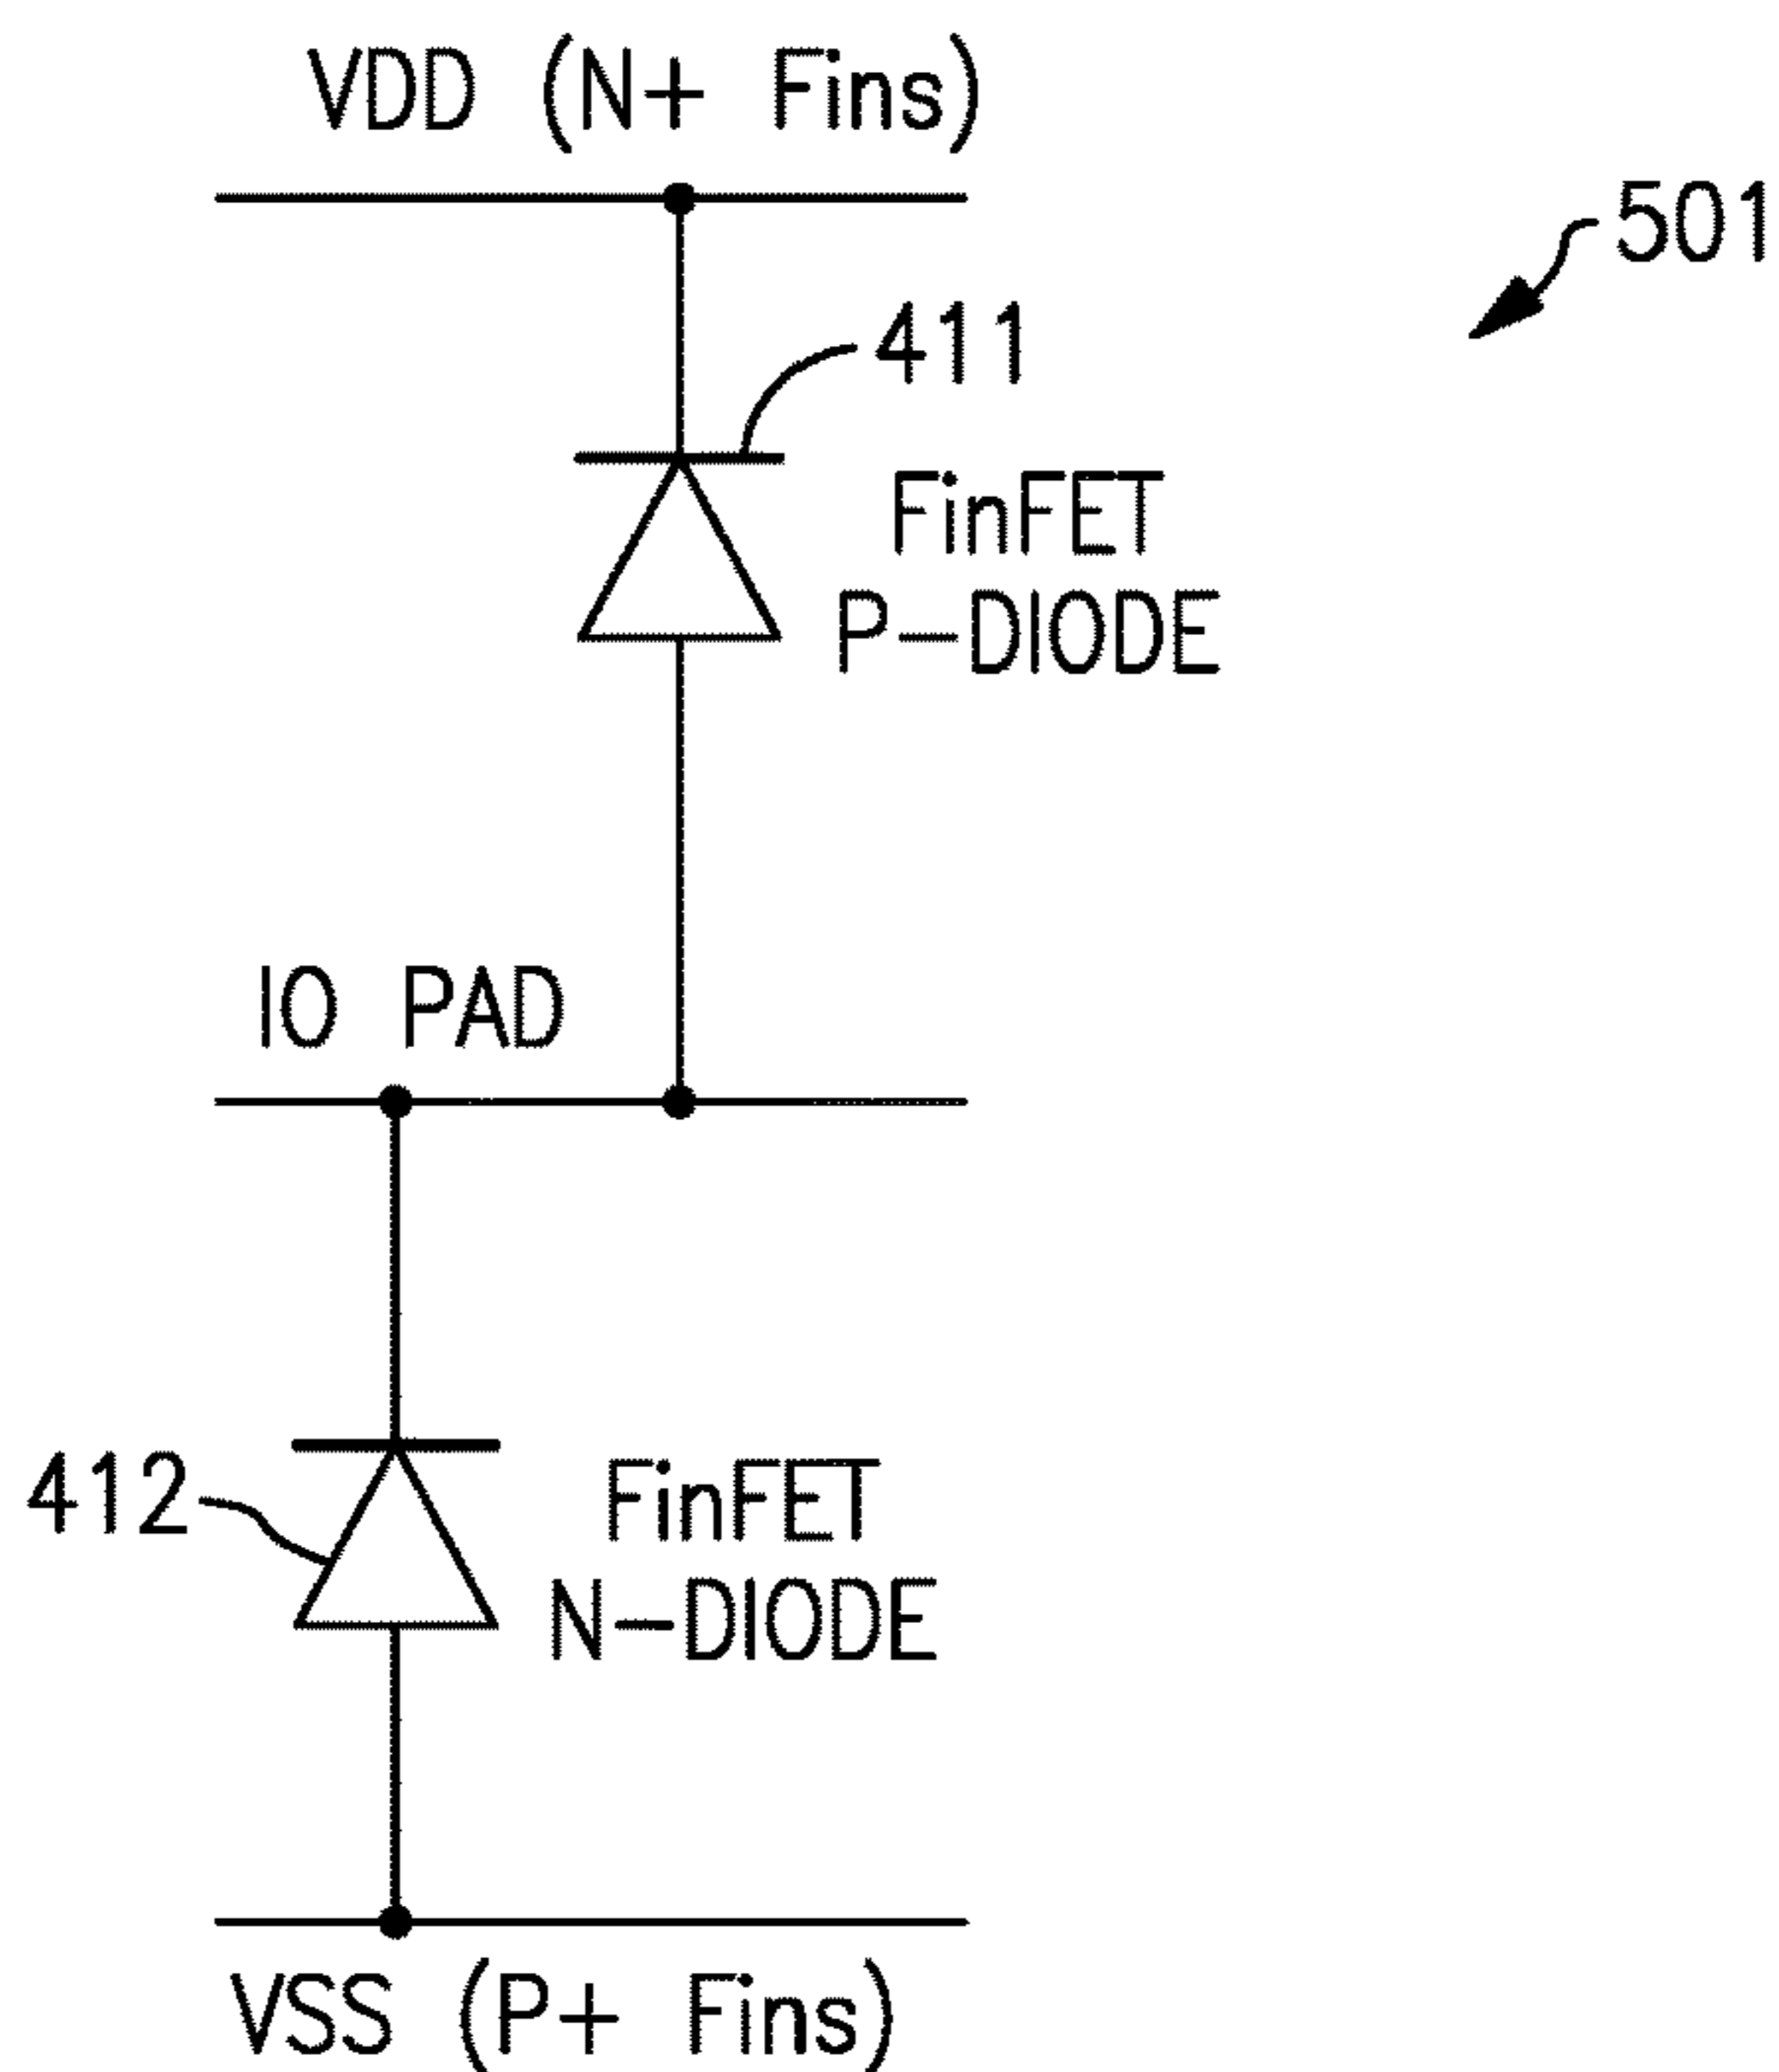 VDD (N+ Fins)
501
411
FinFET
P-DIODE
IO PAD
412
FinFET
N-DIODE
VSS (P+ Fins)